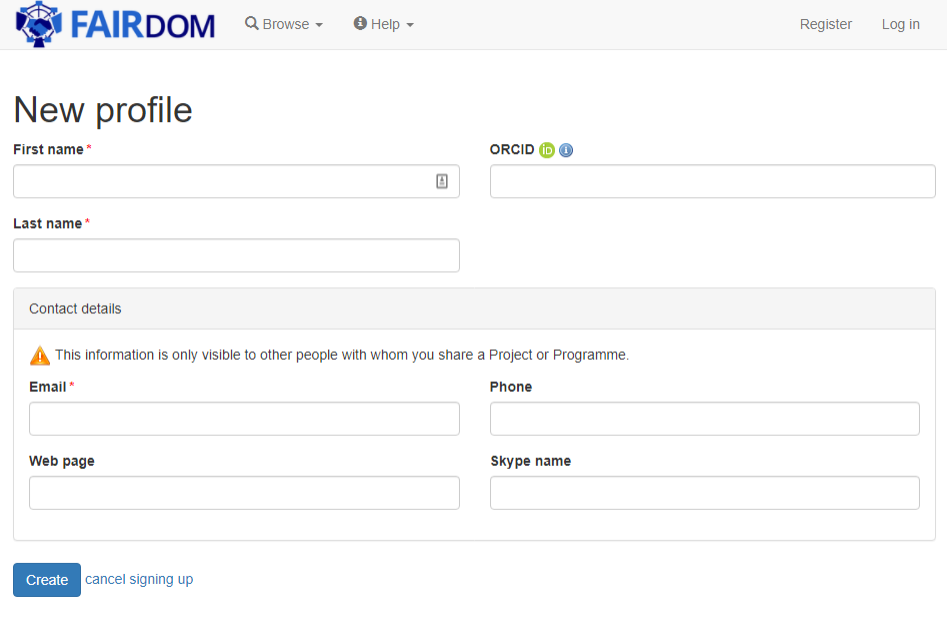 FAIRDOM Browse Help Register Log in
New profile
First name* ORCID iD i
Last name*
Contact details
This information is only visible to other people with whom you share a Project or Programme.
Email* Phone
Web page Skype name
Create cancel signing up